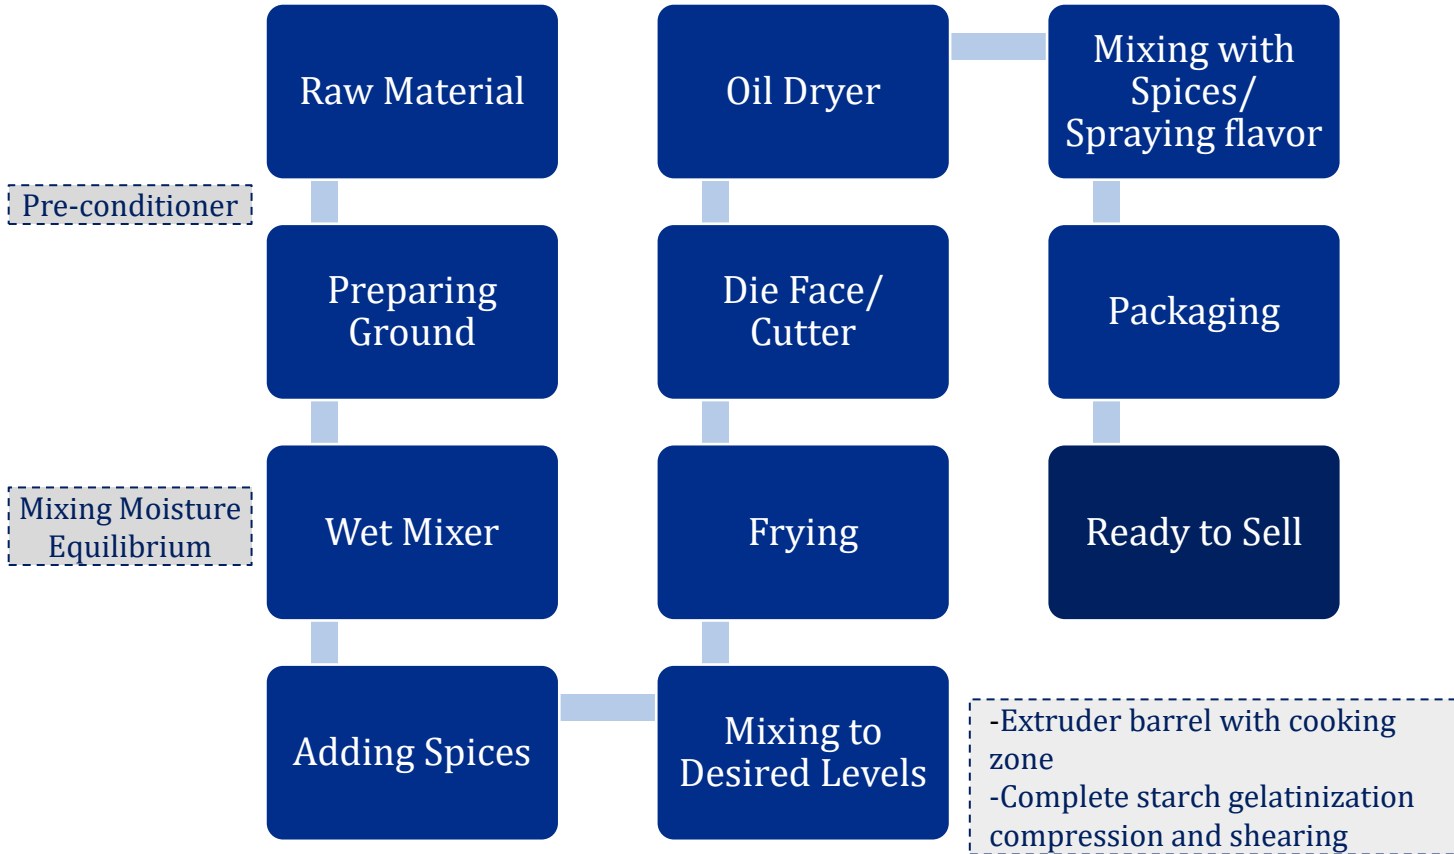 Raw Material
Pre-conditioner
Preparing
Ground
Wet Mixer
Mixing Moisture
Equilibrium
Adding Spices
Mixing to
Desired Levels
-Extruder barrel with cooking
zone
-Complete starch gelatinization
compression and shearing
Frying
Die Face/
Cutter
Oil Dryer
Mixing with
Spices/
Spraying flavor
Packaging
Ready to Sell